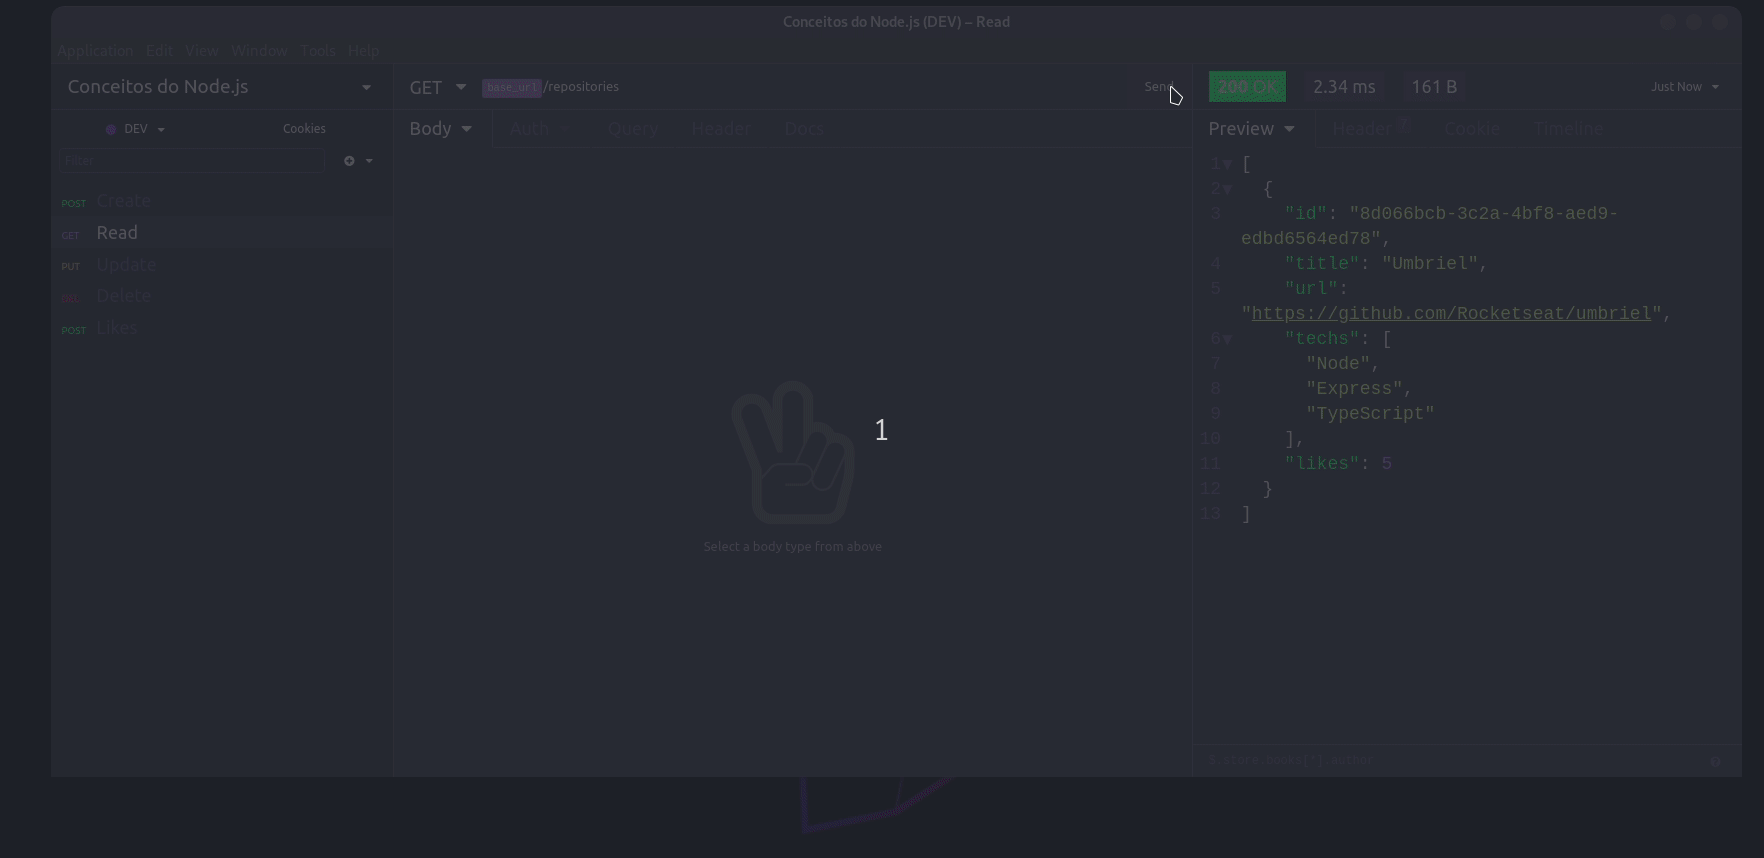 Conceitos do Node.js (DEV) – Read
Application Edit View Window Tools Help
Conceitos do Node.js
GET base_url/repositories Send
200 OK 2.34 ms 161 B Just Now
DEV Cookies
Body Auth Query Header Docs
Preview Header 7 Cookie Timeline
Filter
POST Create
GET Read
PUT Update
DEL Delete
POST Likes
1
Select a body type from above
1 [
2 {
3 "id": "8d066bcb-3c2a-4bf8-aed9-
edbd6564ed78",
4 "title": "Umbriel",
5 "url":
"https://github.com/Rocketseat/umbriel",
6 "techs": [
7 "Node",
8 "Express",
9 "TypeScript"
10 ],
11 "likes": 5
12 }
13 ]
$.store.books[*].author